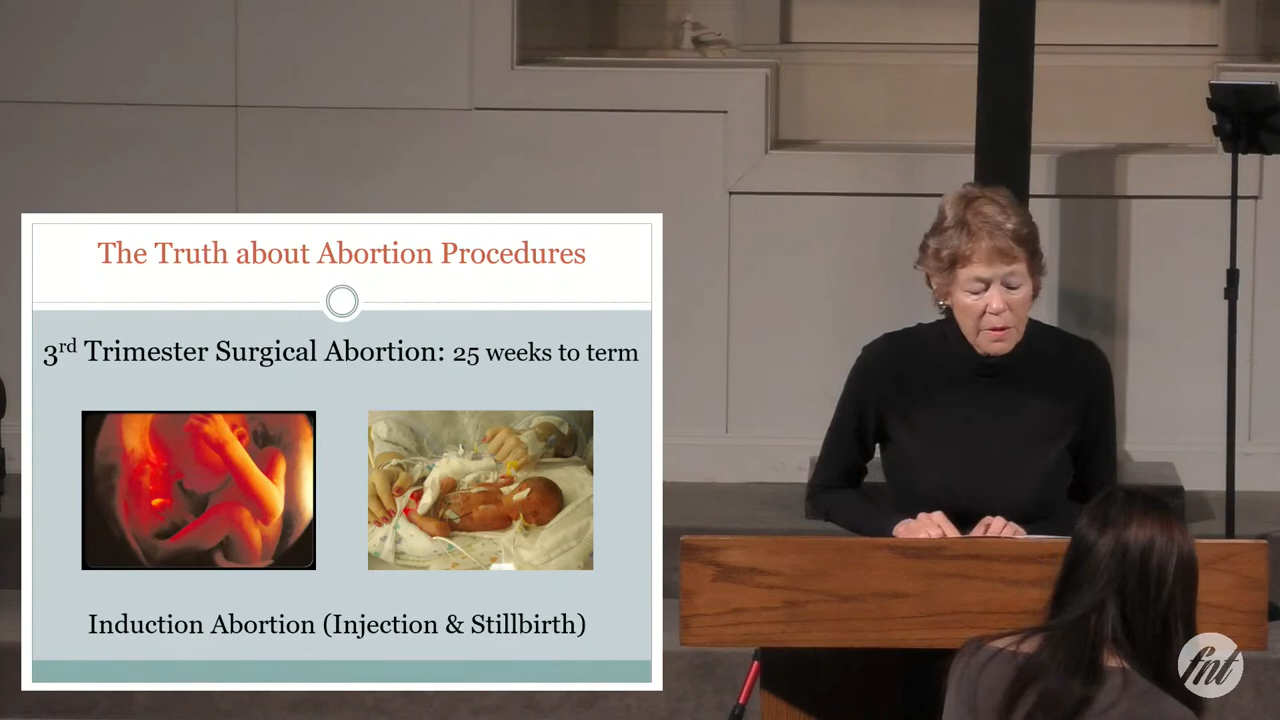 The Truth about Abortion Procedures
3rd Trimester Surgical Abortion: 25 weeks to term
Induction Abortion (Injection & Stillbirth)
fnt